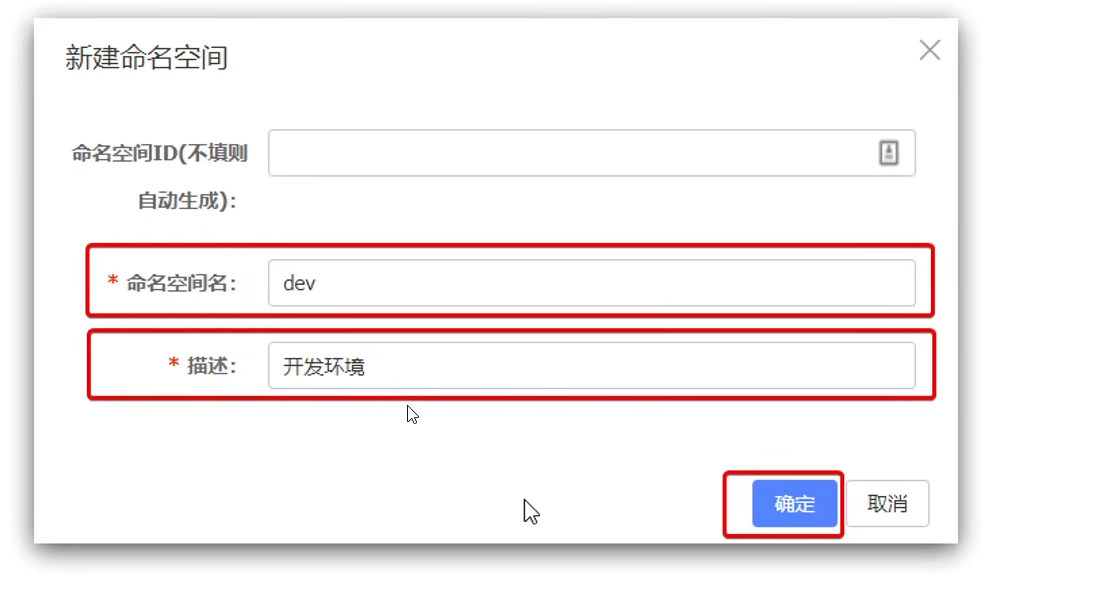 新建命名空间
命名空间ID(不填则
自动生成):
* 命名空间名:
dev
* 描述:
开发环境
确定
取消